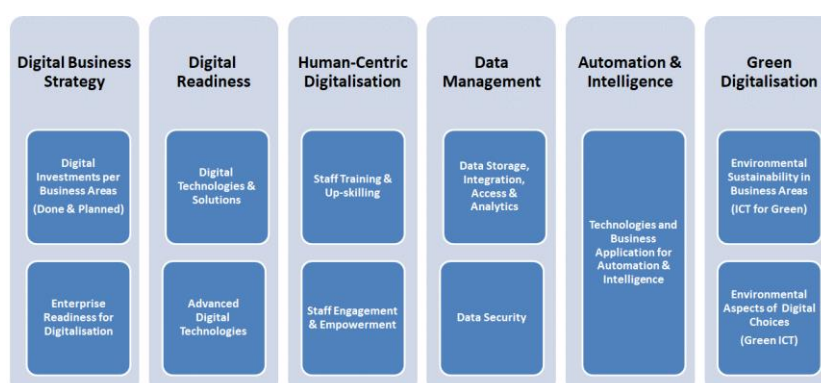 Digital Business
Strategy
Digital
Investments per
Business Areas
(Done & Planned)
Enterprise
Readiness for
Digitalisation
Digital
Readiness
Digital
Technologies &
Solutions
Advanced
Digital
Technologies
Human-Centric
Digitalisation
Staff Training &
Up-skilling
Staff Engagement
& Empowerment
Data
Management
Data Storage,
Integration,
Access &
Analytics
Data Security
Automation &
Intelligence
Technologies and
Business
Application for
Automation &
Intelligence
Green
Digitalisation
Environmental
Sustainability in
Business Areas
(ICT for Green)
Environmental
Aspects of Digital
Choices
(Green ICT)